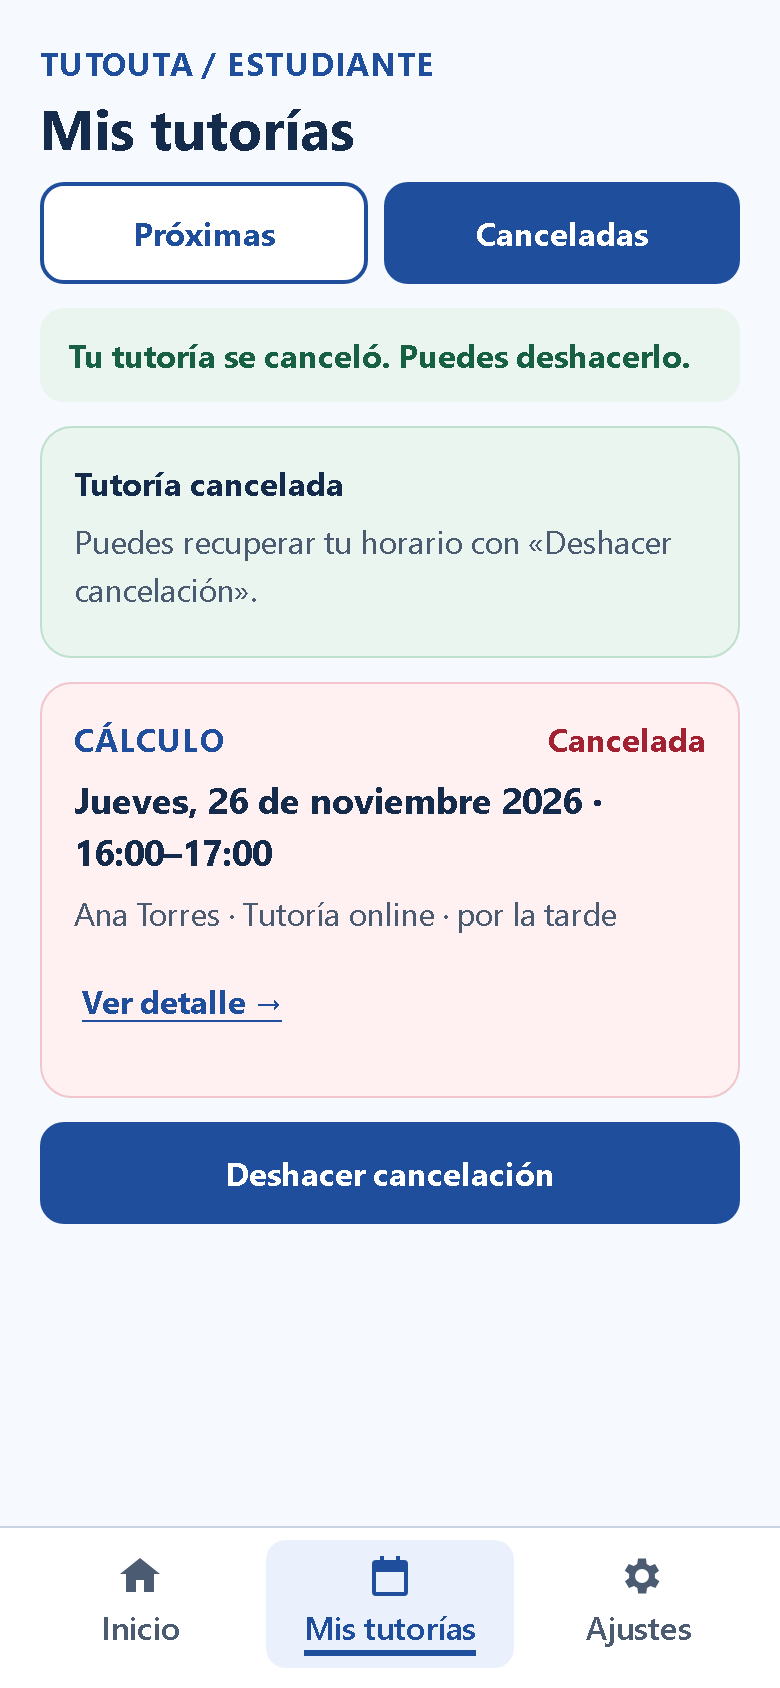 TUTOUTA / ESTUDIANTE
Mis tutorías
Próximas
Canceladas
Tu tutoría se canceló. Puedes deshacerlo.
Tutoría cancelada
Puedes recuperar tu horario con «Deshacer
cancelación».
CÁLCULO
Cancelada
Jueves, 26 de noviembre 2026 ·
16:00–17:00
Ana Torres · Tutoría online · por la tarde
Ver detalle →
Deshacer cancelación
Inicio
Mis tutorías
Ajustes